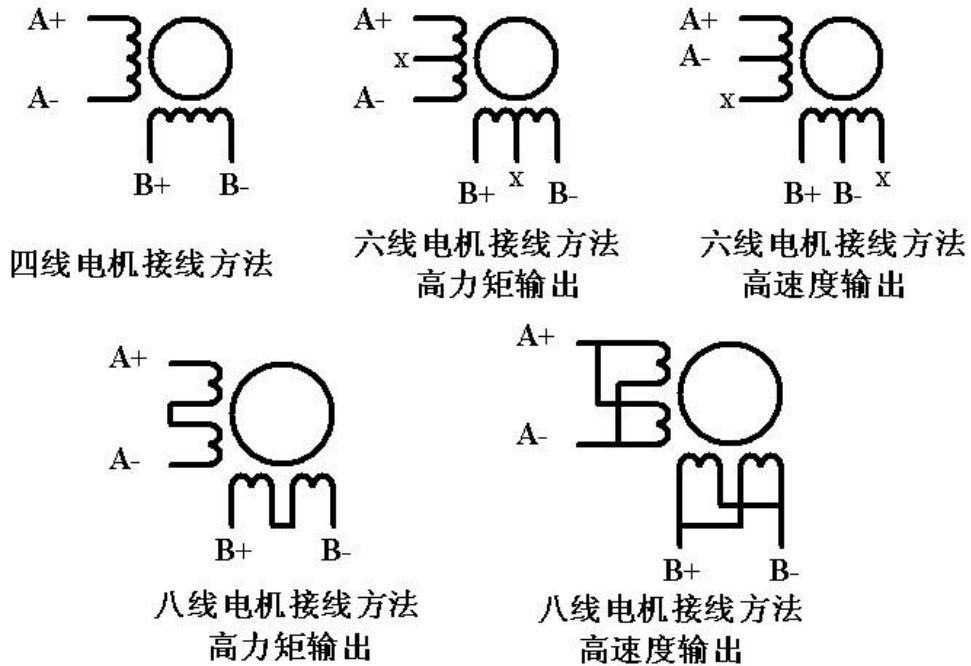 A+
A-
B+ B-
四线电机接线方法
A+
x
A-
B+ x B-
六线电机接线方法
高力矩输出
A+
A-
x
B+ B- x
六线电机接线方法
高速度输出
A+
A-
B+ B-
八线电机接线方法
高力矩输出
A+
A-
B+ B-
八线电机接线方法
高速度输出